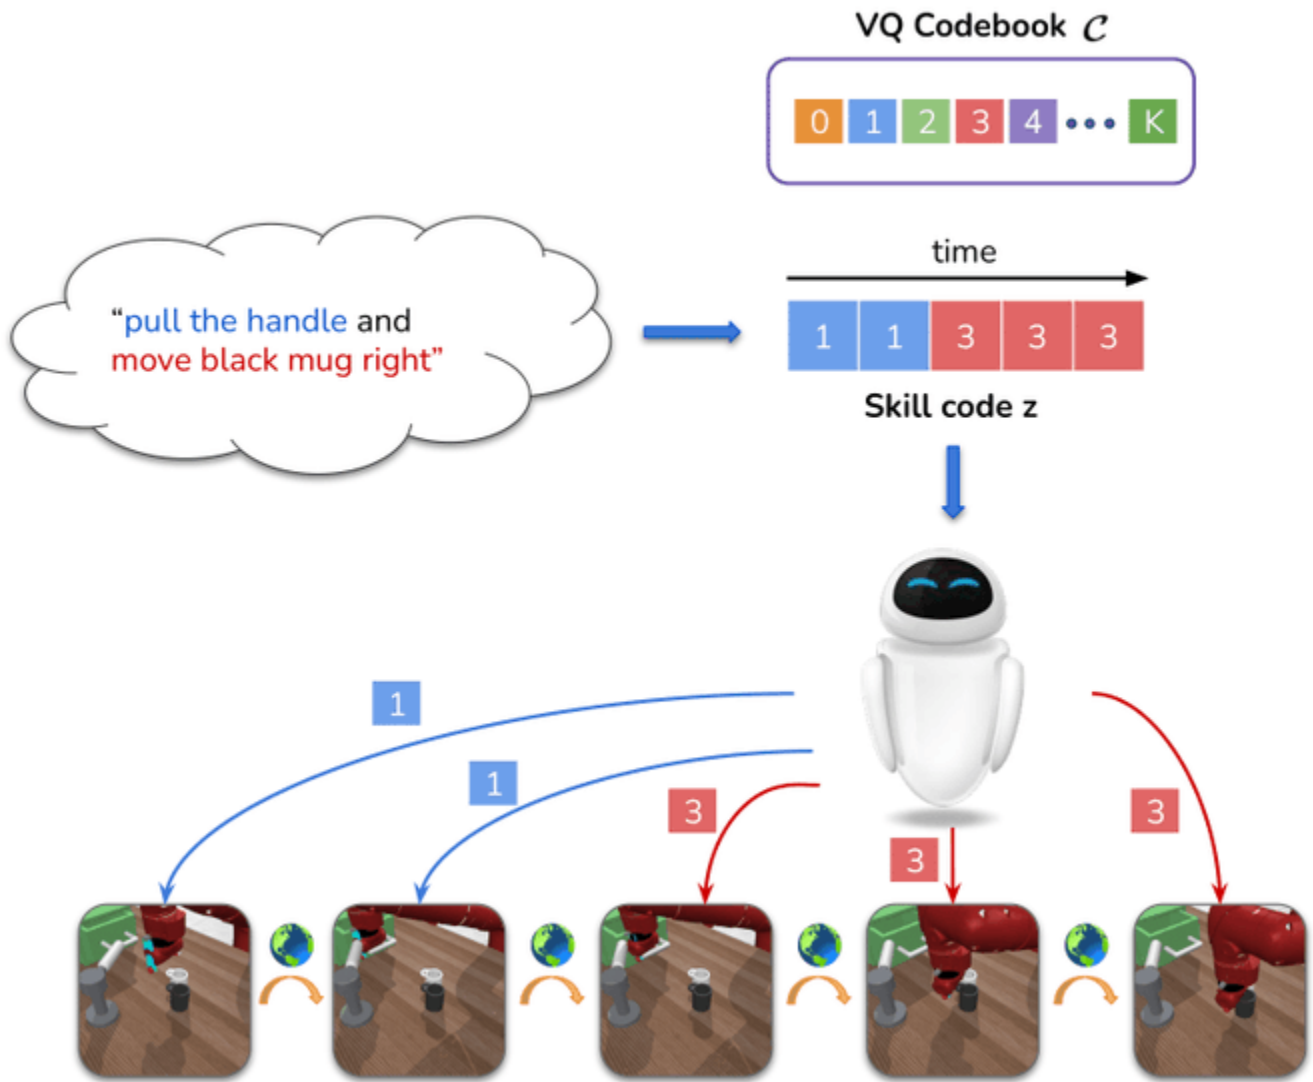 VQ Codebook 𝒞
0 1 2 3 4 ••• K
time
“pull the handle and
move black mug right”
1 1 3 3 3
Skill code z
1
1
3
3
3